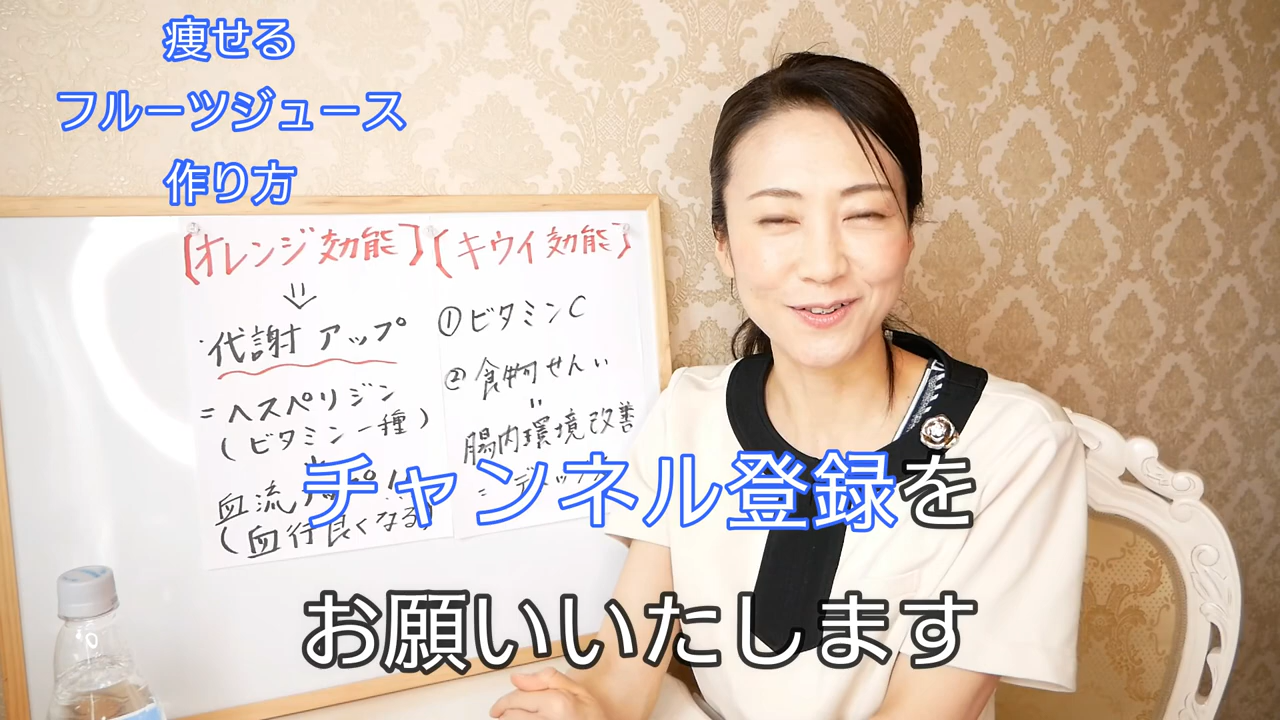 痩せる
フルーツジュース
作り方
[オレンジ効能]
代謝アップ
=ヘスペリジン
(ビタミン一種)
血流
(血行良くなる)
[キウイ効能]
①ビタミンC
②食物せんい
腸内環境改善
チャンネル登録を
お願いいたします